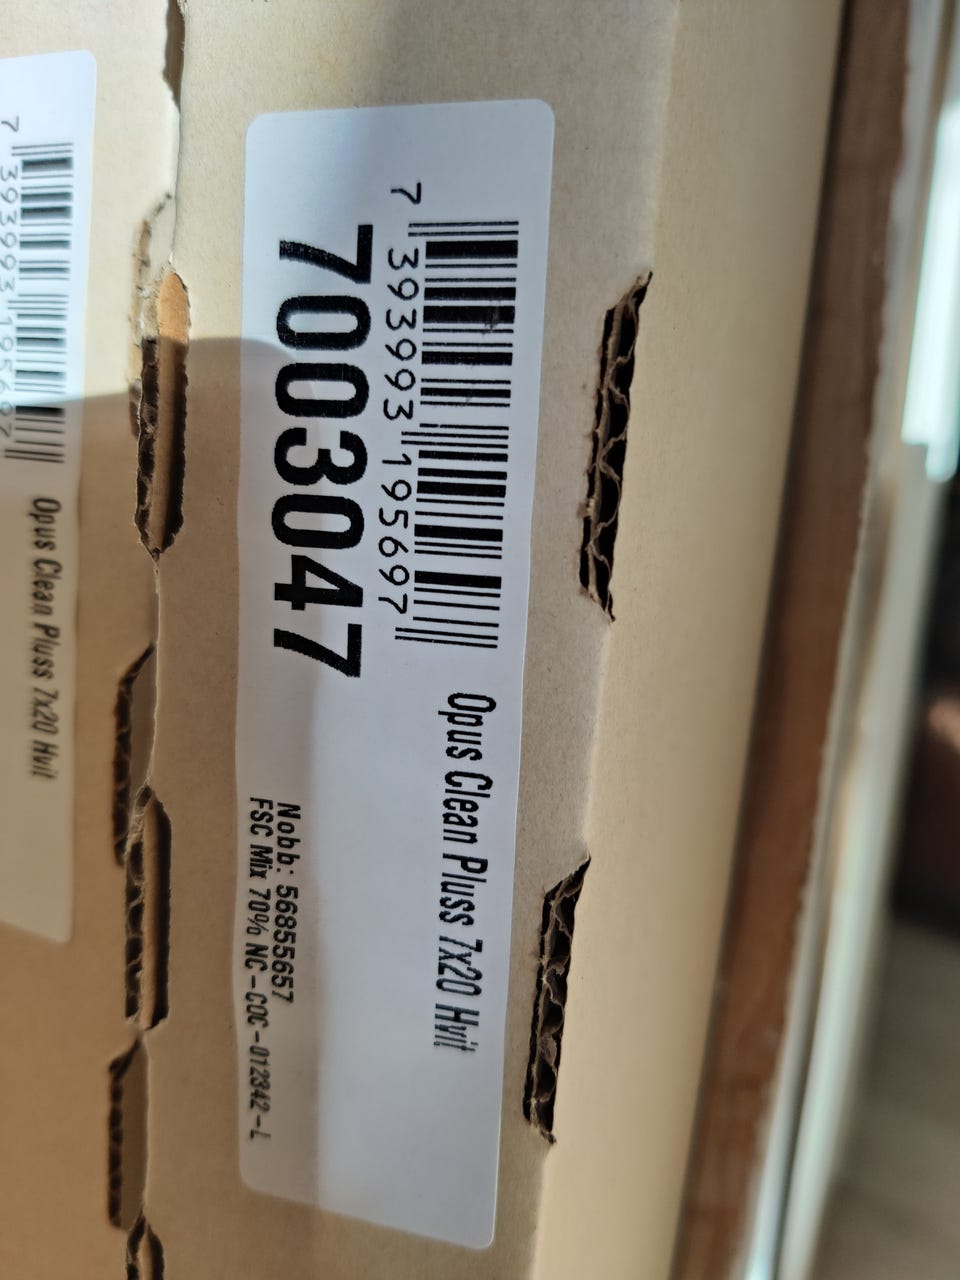 Opus Clean Pluss 7x20 Hvit
7 393993 195697
7003047
Nobb: 56855657
FSC Mix 70% NC-COC-012342-L
Opus Clean Pluss 7x20 Hvit
7 393993 195697